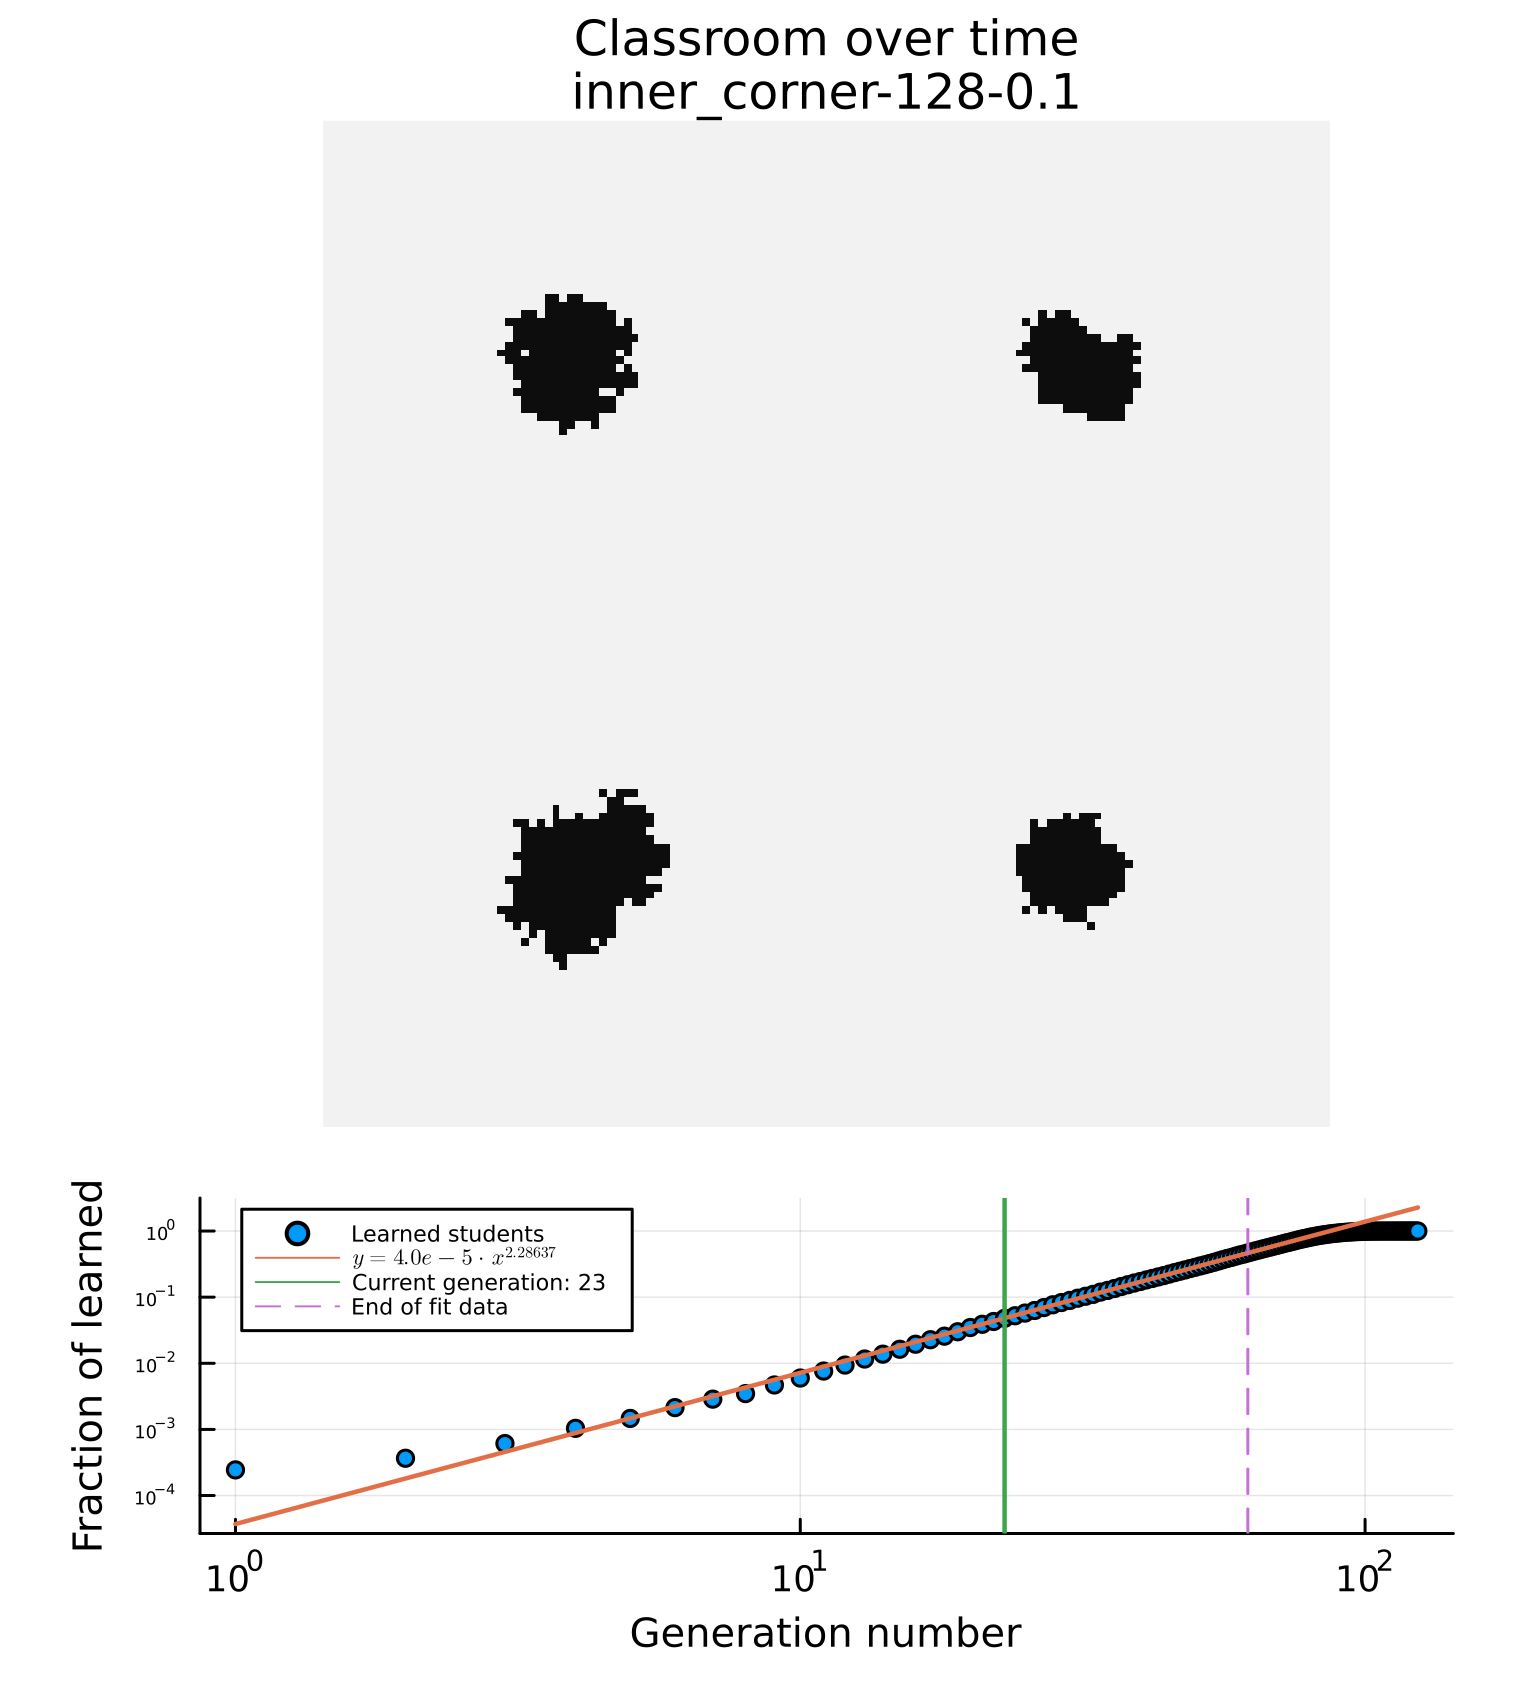 Classroom over time
inner_corner-128-0.1
Fraction of learned
10^0
10^-1
10^-2
10^-3
10^-4
Learned students
y = 4.0e − 5 · x^2.28637
Current generation: 23
End of fit data
10^0 10^1 10^2
Generation number